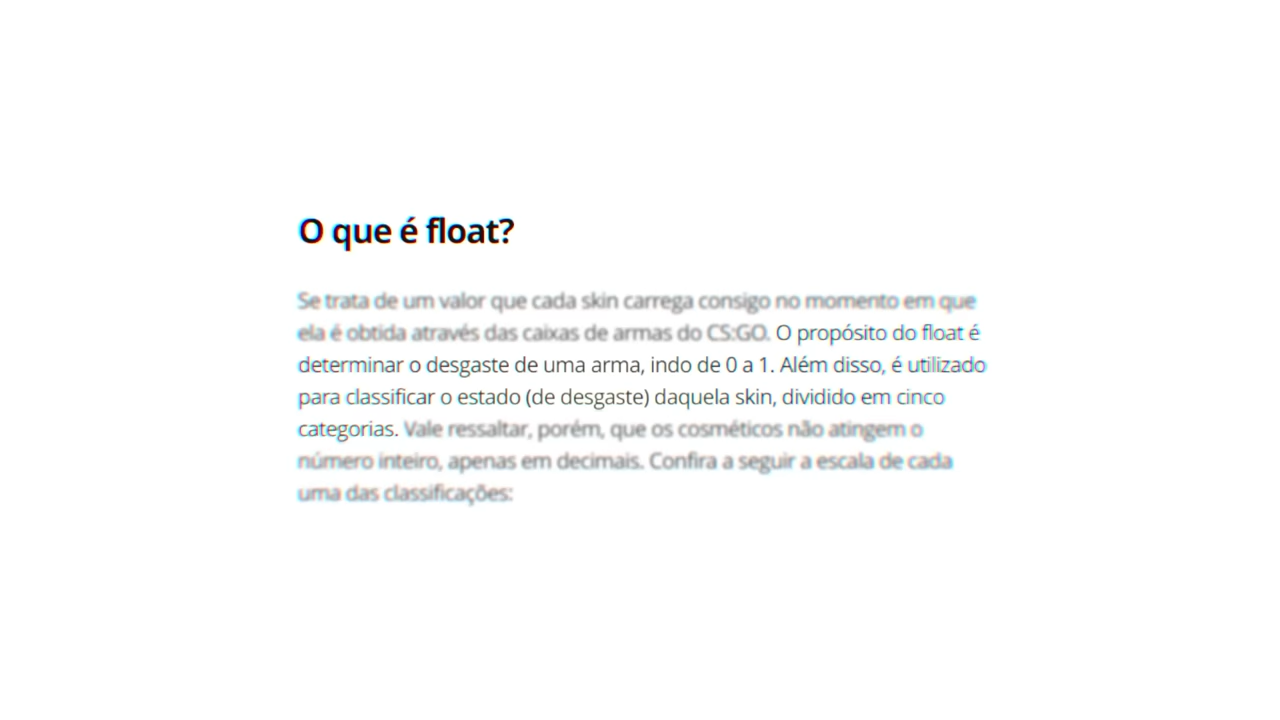 O que é float?
Se trata de um valor que cada skin carrega consigo no momento em que
ela é obtida através das caixas de armas do CS:GO. O propósito do float é
determinar o desgaste de uma arma, indo de 0 a 1. Além disso, é utilizado
para classificar o estado (de desgaste) daquela skin, dividido em cinco
categorias. Vale ressaltar, porém, que os cosméticos não atingem o
número inteiro, apenas em decimais. Confira a seguir a escala de cada
uma das classificações: